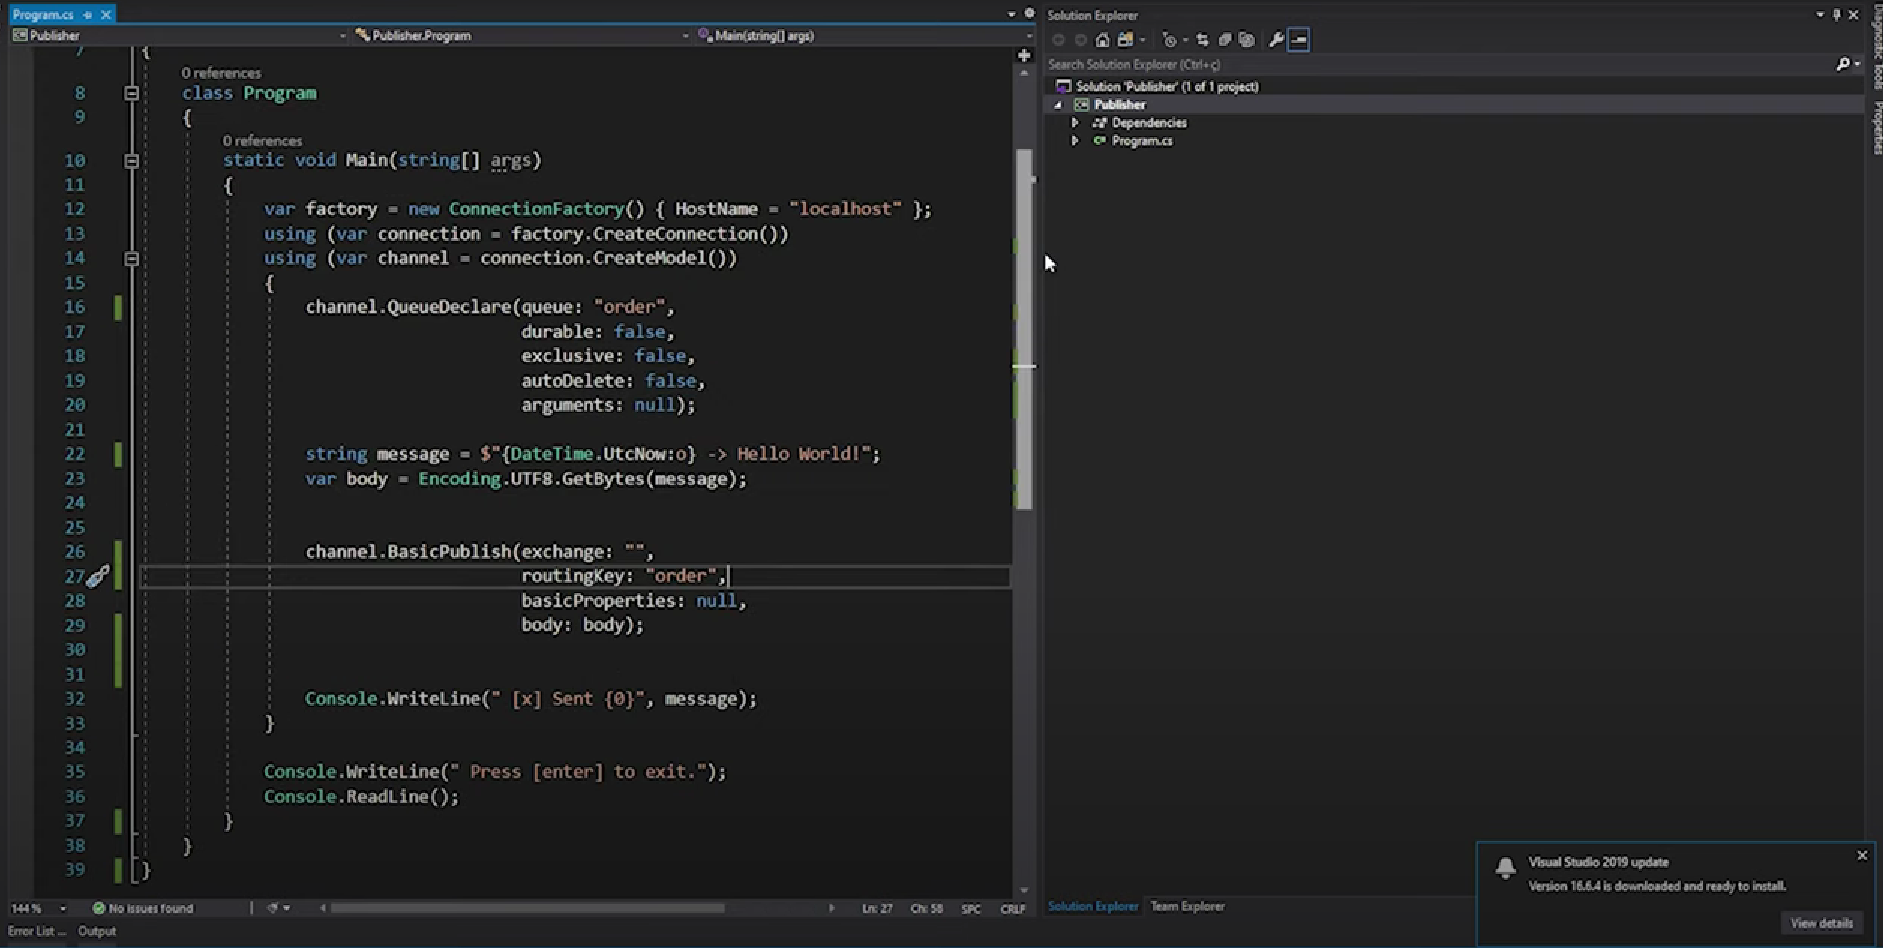 Program.cs
Publisher
Publisher.Program
Main(string[] args)
7 {
0 references
8 class Program
9 {
0 references
10 static void Main(string[] args)
11 {
12 var factory = new ConnectionFactory() { HostName = "localhost" };
13 using (var connection = factory.CreateConnection())
14 using (var channel = connection.CreateModel())
15 {
16 channel.QueueDeclare(queue: "order",
17 durable: false,
18 exclusive: false,
19 autoDelete: false,
20 arguments: null);
21
22 string message = $"{DateTime.UtcNow:o} -> Hello World!";
23 var body = Encoding.UTF8.GetBytes(message);
24
25
26 channel.BasicPublish(exchange: "",
27 routingKey: "order",
28 basicProperties: null,
29 body: body);
30
31
32 Console.WriteLine(" [x] Sent {0}", message);
33 }
34
35 Console.WriteLine(" Press [enter] to exit.");
36 Console.ReadLine();
37 }
38 }
39 }
144 %
No issues found
Ln: 27 Ch: 58 SPC CRLF
Error List ... Output
Solution Explorer
Search Solution Explorer (Ctrl+ç)
Solution 'Publisher' (1 of 1 project)
Publisher
Dependencies
Program.cs
Solution Explorer Team Explorer
Diagnostic Tools
Properties
Visual Studio 2019 update
Version 16.6.4 is downloaded and ready to install.
View details